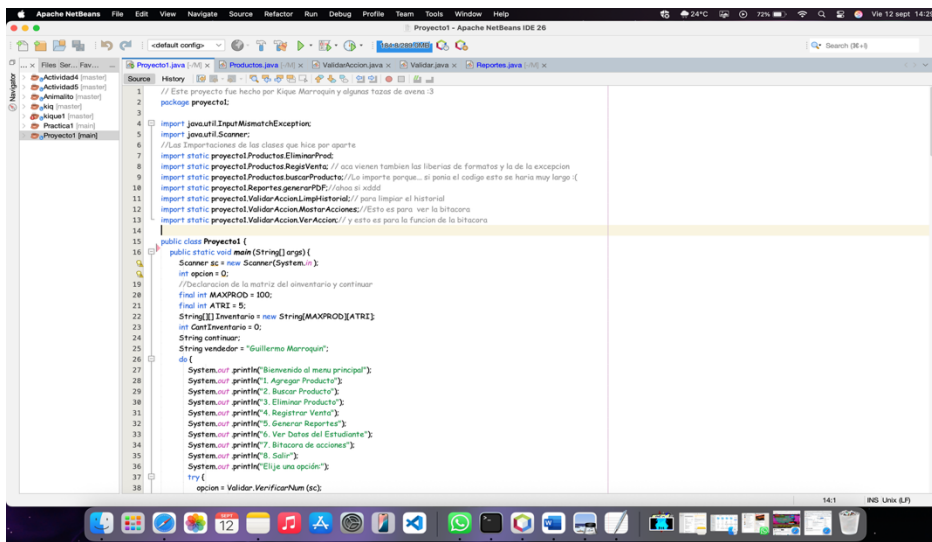 Apache NetBeans File Edit View Navigate Source Refactor Run Debug Profile Team Tools Window Help 24°C 72% Vie 12 sept 14:29
Proyecto1 - Apache NetBeans IDE 26
<default config> Search (⌘+I)
... Files Ser... Fav... ... Proyecto1.java [-/M] Productos.java [-/M] ValidarAccion.java [-/M] Validar.java Reportes.java [-/M]
Navigator
Actividad4 [master]
Actividad5 [master]
Animalito [master]
kiq [master]
kique1 [master]
Practica1 [main]
Proyecto1 [main]
Source History
1 // Este proyecto fue hecho por Kique Marroquin y algunas tazas de avena :3
2 package proyecto1;
3
4 import java.util.InputMismatchException;
5 import java.util.Scanner;
6 //Las Importaciones de las clases que hice por aparte
7 import static proyecto1.Productos.EliminarProd;
8 import static proyecto1.Productos.RegisVenta; // aca vienen tambien las liberias de formatos y la de la excepcion
9 import static proyecto1.Productos.buscarProducto;//Lo importe porque... si ponia el codigo esto se haria muy largo :(
10 import static proyecto1.Reportes.generarPDF;//ahoa si xddd
11 import static proyecto1.ValidarAccion.LimpHistorial;// para limpiar el historial
12 import static proyecto1.ValidarAccion.MostarAcciones;//Esto es para ver la bitacora
13 import static proyecto1.ValidarAccion.VerAccion;// y esto es para la funcion de la bitacora
14
15 public class Proyecto1 {
16 public static void main (String[] args) {
Scanner sc = new Scanner(System.in );
int opcion = 0;
19 //Declaracion de la matriz del ainventario y continuar
20 final int MAXPROD = 100;
21 final int ATRI = 5;
22 String[][] Inventario = new String[MAXPROD][ATRI];
23 int CantInventario = 0;
24 String continuar;
25 String vendedor = "Guillermo Marroquin";
26 do {
27 System.out .println("Bienvenido al menu principal");
28 System.out .println("1. Agregar Producto");
29 System.out .println("2. Buscar Producto");
30 System.out .println("3. Eliminar Producto");
31 System.out .println("4. Registrar Venta");
32 System.out .println("5. Generar Reportes");
33 System.out .println("6. Ver Datos del Estudiante");
34 System.out .println("7. Bitacora de acciones");
35 System.out .println("8. Salir");
36 System.out .println("Elije una opción:");
37 try {
38 opcion = Validar.VerificarNum (sc);
14:1 INS Unix (LF)
SEPT
12